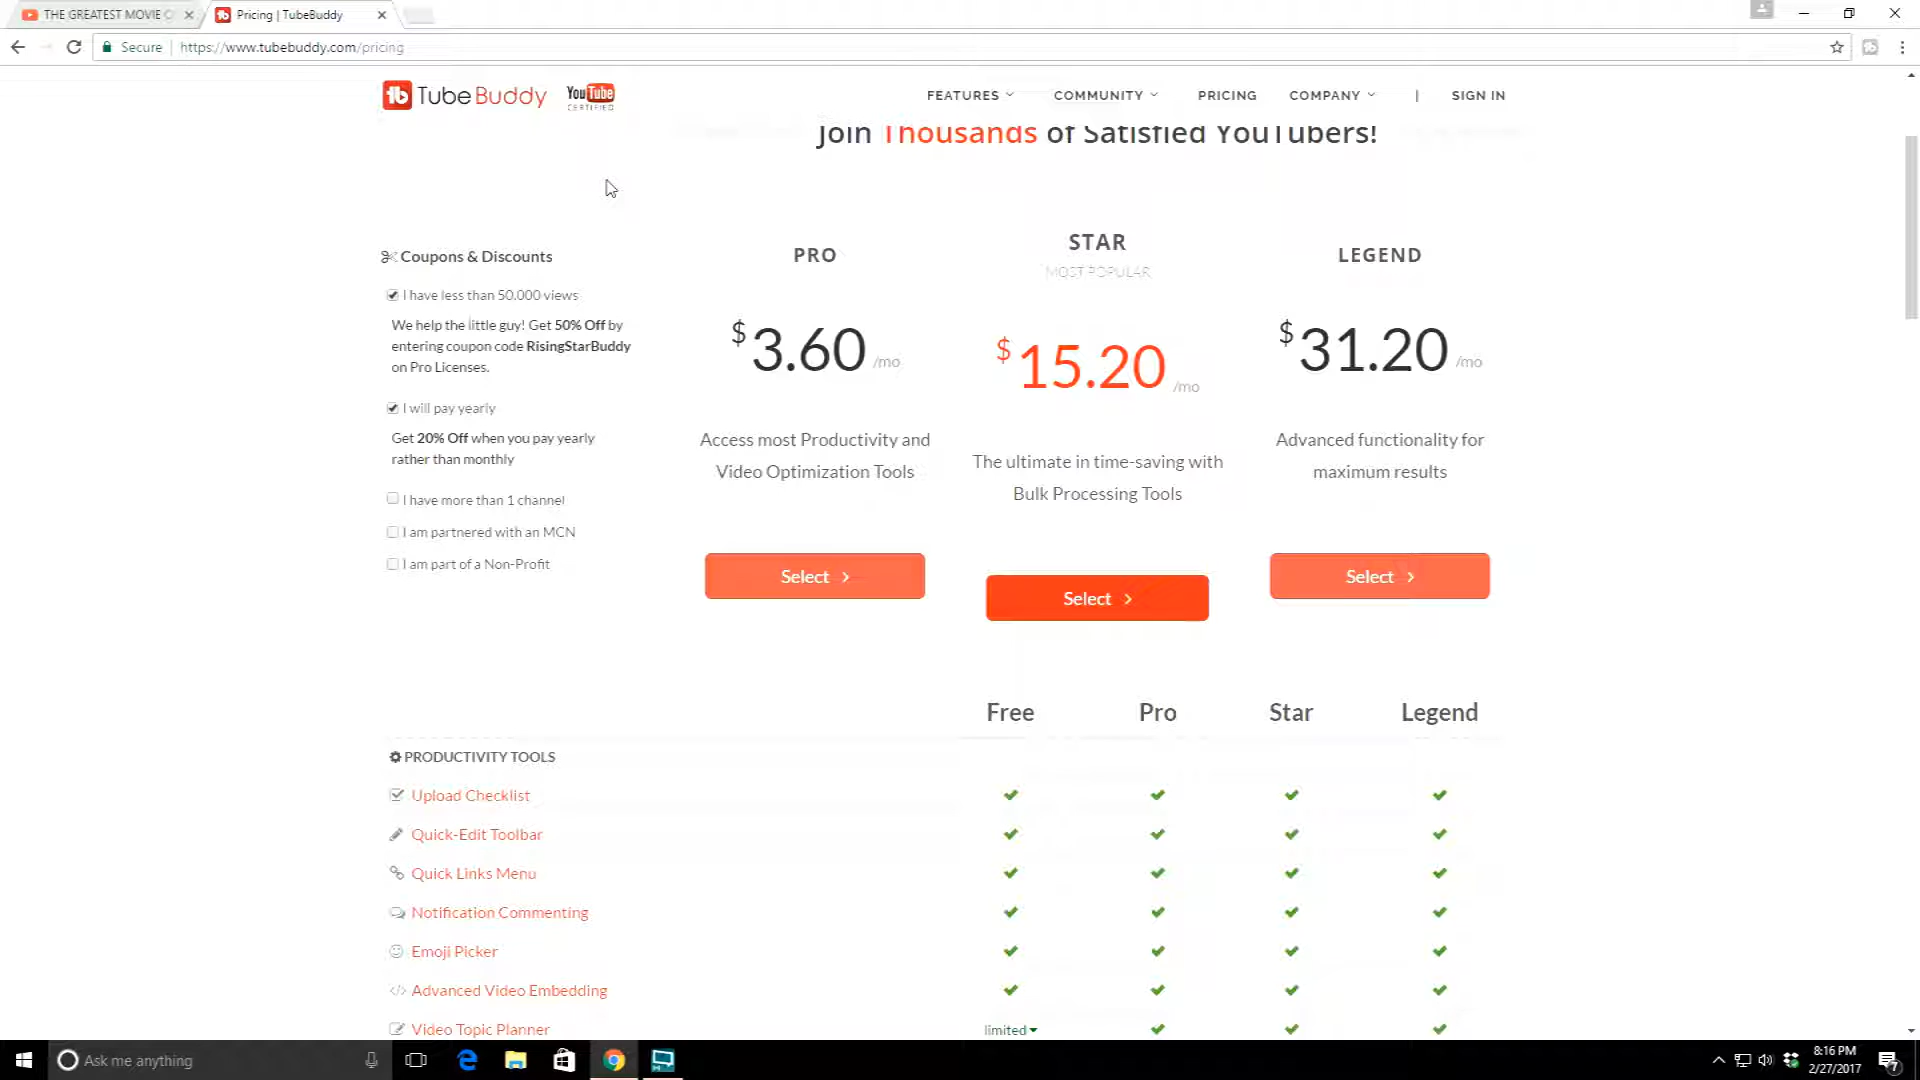 THE GREATEST MOVIE
Pricing | TubeBuddy
Secure | https://www.tubebuddy.com/pricing
TubeBuddy YouTube CERTIFIED
FEATURES COMMUNITY PRICING COMPANY | SIGN IN
Join Thousands of Satisfied YouTubers!
Coupons & Discounts
I have less than 50,000 views
We help the little guy! Get 50% Off by
entering coupon code RisingStarBuddy
on Pro Licenses.
I will pay yearly
Get 20% Off when you pay yearly
rather than monthly
I have more than 1 channel
I am partnered with an MCN
I am part of a Non-Profit
PRO
$3.60 /mo
Access most Productivity and
Video Optimization Tools
Select >
STAR
MOST POPULAR
$15.20 /mo
The ultimate in time-saving with
Bulk Processing Tools
Select >
LEGEND
$31.20 /mo
Advanced functionality for
maximum results
Select >
Free Pro Star Legend
PRODUCTIVITY TOOLS
Upload Checklist
Quick-Edit Toolbar
Quick Links Menu
Notification Commenting
Emoji Picker
Advanced Video Embedding
Video Topic Planner limited
Ask me anything
8:16 PM
2/27/2017